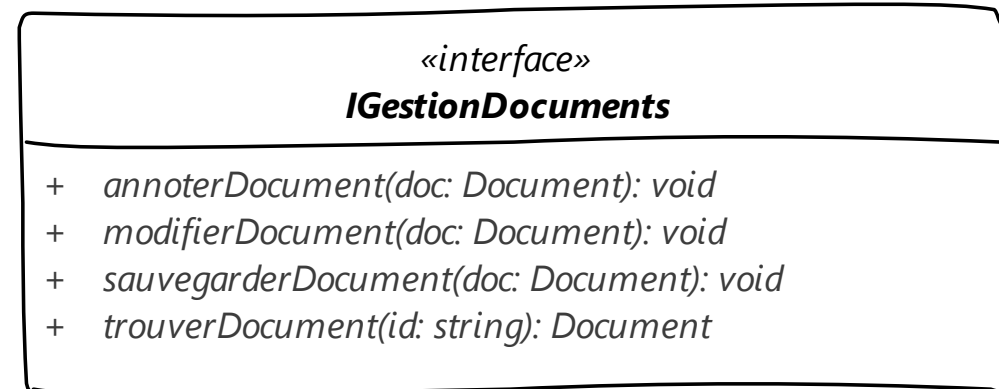 «interface»
IGestionDocuments
+ annoterDocument(doc: Document): void
+ modifierDocument(doc: Document): void
+ sauvegarderDocument(doc: Document): void
+ trouverDocument(id: string): Document